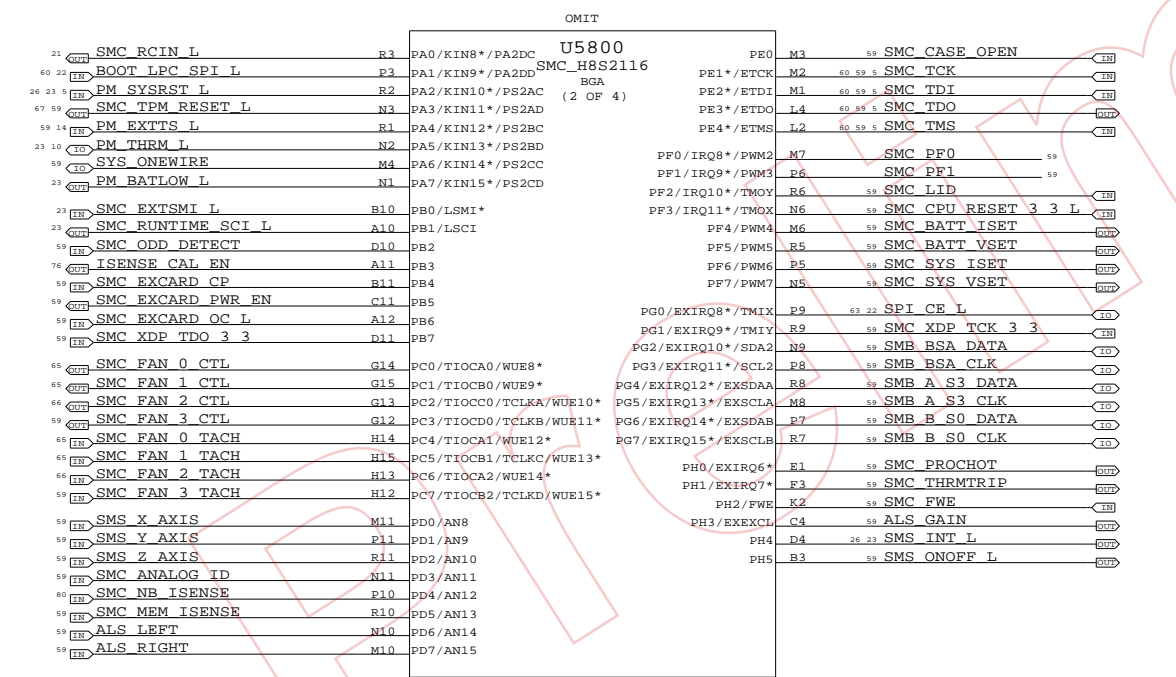 OMIT
U5800
SMC_H8S2116
BGA
(2 OF 4)
21 OUT SMC_RCIN_L R3 PA0/KIN8*/PA2DC
60 22 IN BOOT_LPC_SPI_L P3 PA1/KIN9*/PA2DD
26 23 5 IN PM_SYSRST_L R2 PA2/KIN10*/PS2AC
67 59 OUT SMC_TPM_RESET_L N3 PA3/KIN11*/PS2AD
59 14 IN PM_EXTTS_L R1 PA4/KIN12*/PS2BC
23 10 IO PM_THRM_L N2 PA5/KIN13*/PS2BD
59 IO SYS_ONEWIRE M4 PA6/KIN14*/PS2CC
23 OUT PM_BATLOW_L N1 PA7/KIN15*/PS2CD
23 IN SMC_EXTSMI_L B10 PB0/LSMI*
23 OUT SMC_RUNTIME_SCI_L A10 PB1/LSCI
59 IN SMC_ODD_DETECT D10 PB2
76 OUT ISENSE_CAL_EN A11 PB3
59 IN SMC_EXCARD_CP B11 PB4
59 OUT SMC_EXCARD_PWR_EN C11 PB5
59 IN SMC_EXCARD_OC_L A12 PB6
59 IN SMC_XDP_TDO_3_3 D11 PB7
65 OUT SMC_FAN_0_CTL G14 PC0/TIOCA0/WUE8*
65 OUT SMC_FAN_1_CTL G15 PC1/TIOCB0/WUE9*
66 OUT SMC_FAN_2_CTL G13 PC2/TIOCC0/TCLKA/WUE10*
59 OUT SMC_FAN_3_CTL G12 PC3/TIOCD0/TCLKB/WUE11*
65 IN SMC_FAN_0_TACH H14 PC4/TIOCA1/WUE12*
65 IN SMC_FAN_1_TACH H15 PC5/TIOCB1/TCLKC/WUE13*
66 IN SMC_FAN_2_TACH H13 PC6/TIOCA2/WUE14*
59 IN SMC_FAN_3_TACH H12 PC7/TIOCB2/TCLKD/WUE15*
59 IN SMS_X_AXIS M11 PD0/AN8
59 IN SMS_Y_AXIS P11 PD1/AN9
59 IN SMS_Z_AXIS R11 PD2/AN10
59 IN SMC_ANALOG_ID N11 PD3/AN11
80 IN SMC_NB_ISENSE P10 PD4/AN12
59 IN SMC_MEM_ISENSE R10 PD5/AN13
59 IN ALS_LEFT N10 PD6/AN14
59 IN ALS_RIGHT M10 PD7/AN15
PE0 M3 59 SMC_CASE_OPEN IN
PE1*/ETCK M2 60 59 5 SMC_TCK IN
PE2*/ETDI M1 60 59 5 SMC_TDI IN
PE3*/ETDO L4 60 59 5 SMC_TDO OUT
PE4*/ETMS L2 60 59 5 SMC_TMS IN
PF0/IRQ8*/PWM2 M7 SMC_PF0 59
PF1/IRQ9*/PWM3 P6 SMC_PF1 59
PF2/IRQ10*/TMOY R6 59 SMC_LID IN
PF3/IRQ11*/TMOX N6 59 SMC_CPU_RESET_3_3_L IN
PF4/PWM4 M6 59 SMC_BATT_ISET OUT
PF5/PWM5 R5 59 SMC_BATT_VSET OUT
PF6/PWM6 P5 59 SMC_SYS_ISET OUT
PF7/PWM7 N5 59 SMC_SYS_VSET OUT
PG0/EXIRQ8*/TMIX P9 63 22 SPI_CE_L IO
PG1/EXIRQ9*/TMIY R9 59 SMC_XDP_TCK_3_3 IN
PG2/EXIRQ10*/SDA2 N9 59 SMB_BSA_DATA IO
PG3/EXIRQ11*/SCL2 P8 59 SMB_BSA_CLK IO
PG4/EXIRQ12*/EXSDAA R8 59 SMB_A_S3_DATA IO
PG5/EXIRQ13*/EXSCLA M8 59 SMB_A_S3_CLK IO
PG6/EXIRQ14*/EXSDAB P7 59 SMB_B_S0_DATA IO
PG7/EXIRQ15*/EXSCLB R7 59 SMB_B_S0_CLK IO
PH0/EXIRQ6* E1 59 SMC_PROCHOT OUT
PH1/EXIRQ7* F3 59 SMC_THRMTRIP OUT
PH2/FWE K2 59 SMC_FWE IN
PH3/EXEXCL C4 59 ALS_GAIN OUT
PH4 D4 26 23 SMS_INT_L OUT
PH5 B3 59 SMS_ONOFF_L OUT